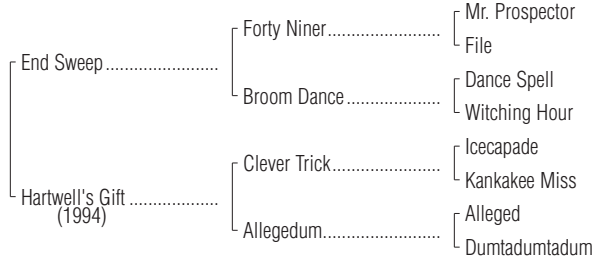 Mr. Prospector
Forty Niner........................
File
End Sweep........................
Dance Spell
Broom Dance....................
Witching Hour
Icecapade
Clever Trick.......................
Kankakee Miss
Hartwell's Gift...................
(1994)
Alleged
Allegedum.........................
Dumtadumtadum